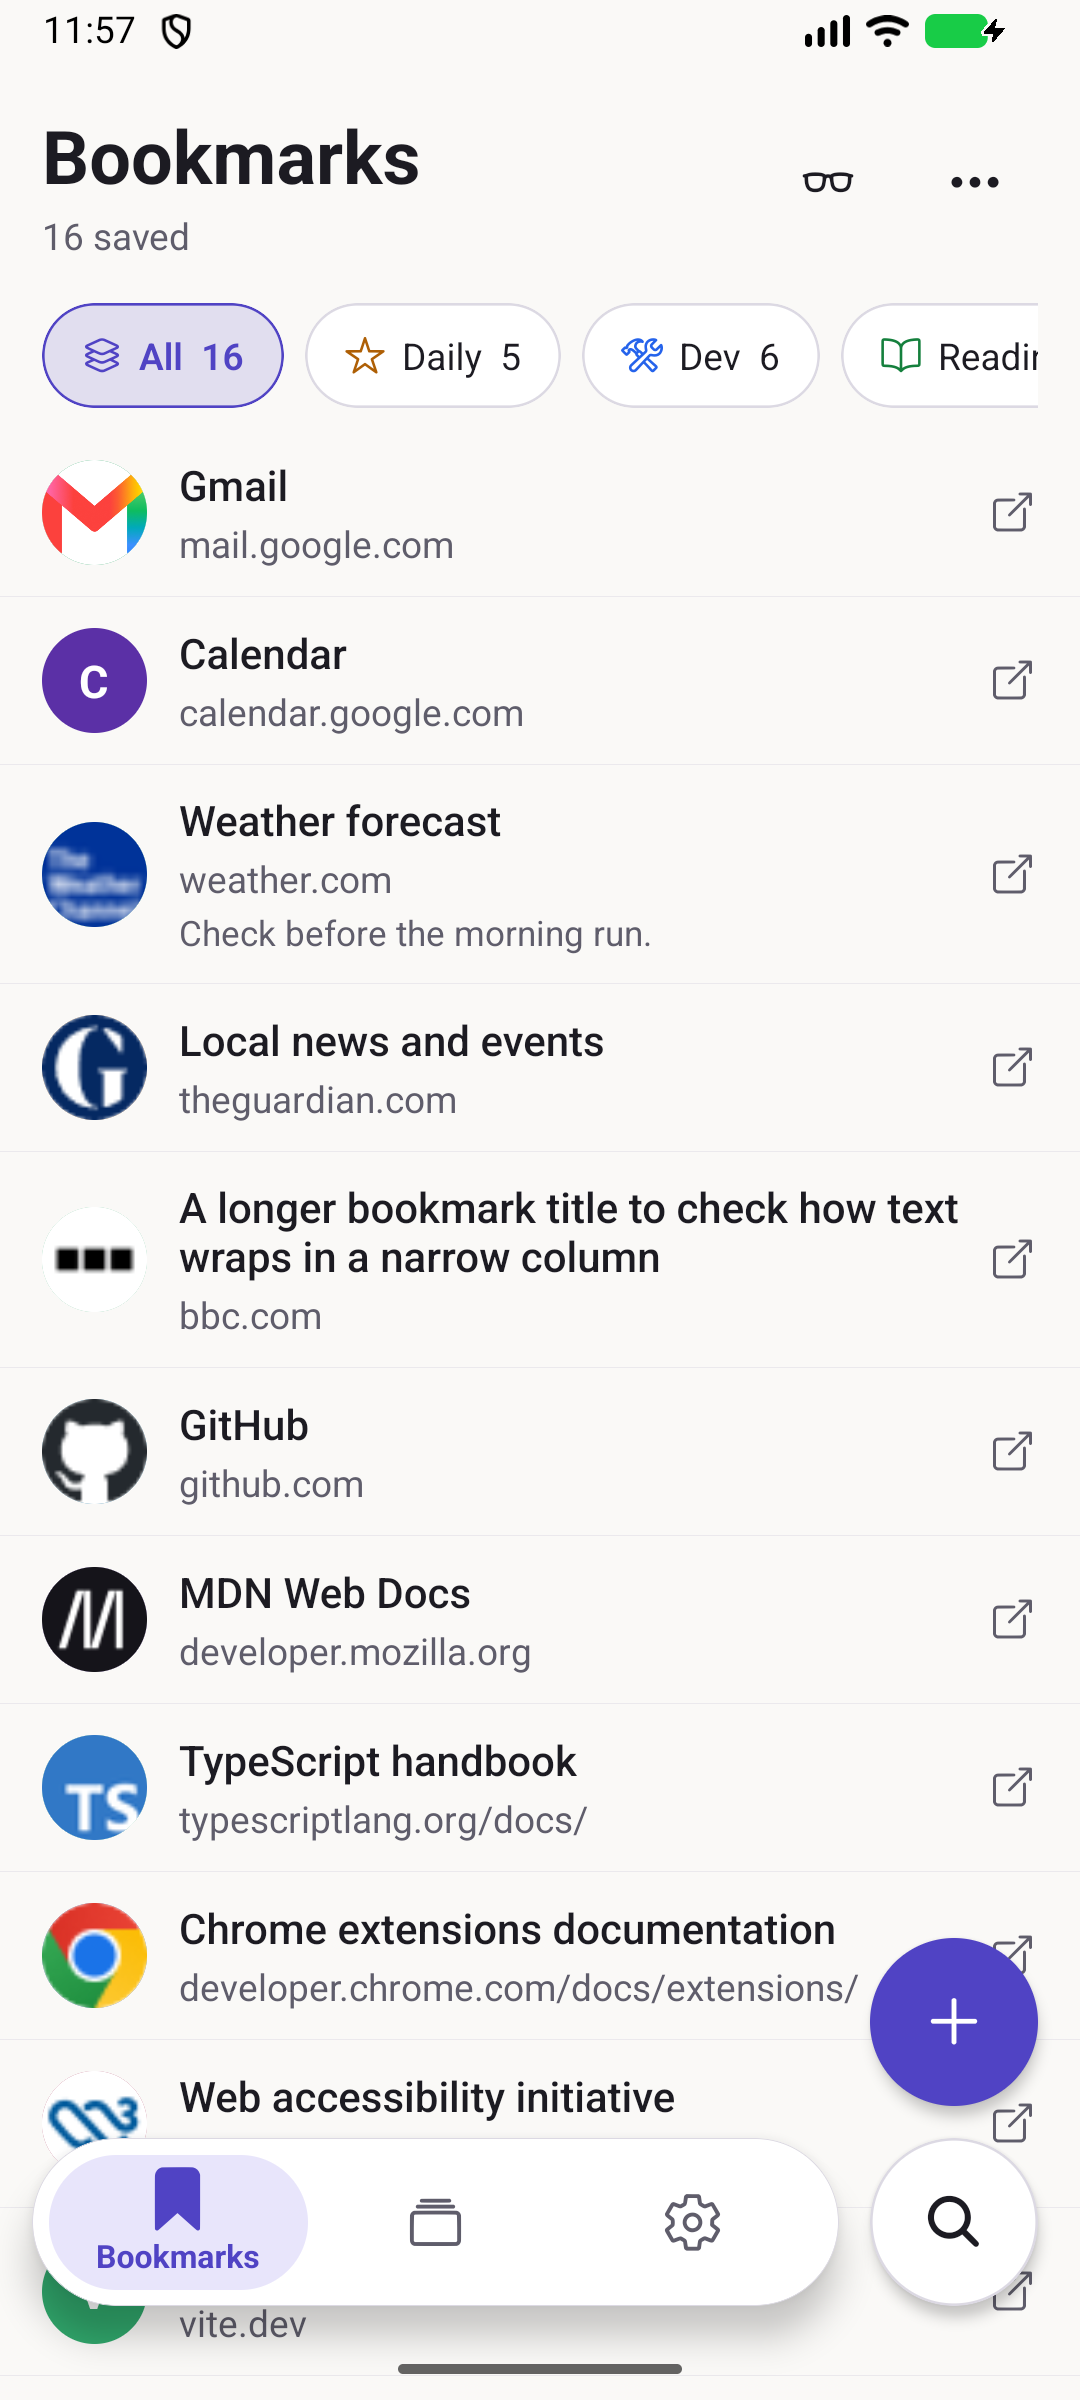 11:57
Bookmarks
16 saved
All 16
Daily 5
Dev 6
Readin
Gmail
mail.google.com
C
Calendar
calendar.google.com
The
Weather
Channel
Weather forecast
weather.com
Check before the morning run.
G
Local news and events
theguardian.com
A longer bookmark title to check how text
wraps in a narrow column
bbc.com
GitHub
github.com
MDN Web Docs
developer.mozilla.org
TS
TypeScript handbook
typescriptlang.org/docs/
Chrome extensions documentation
developer.chrome.com/docs/extensions/
Web accessibility initiative
Bookmarks
vite.dev